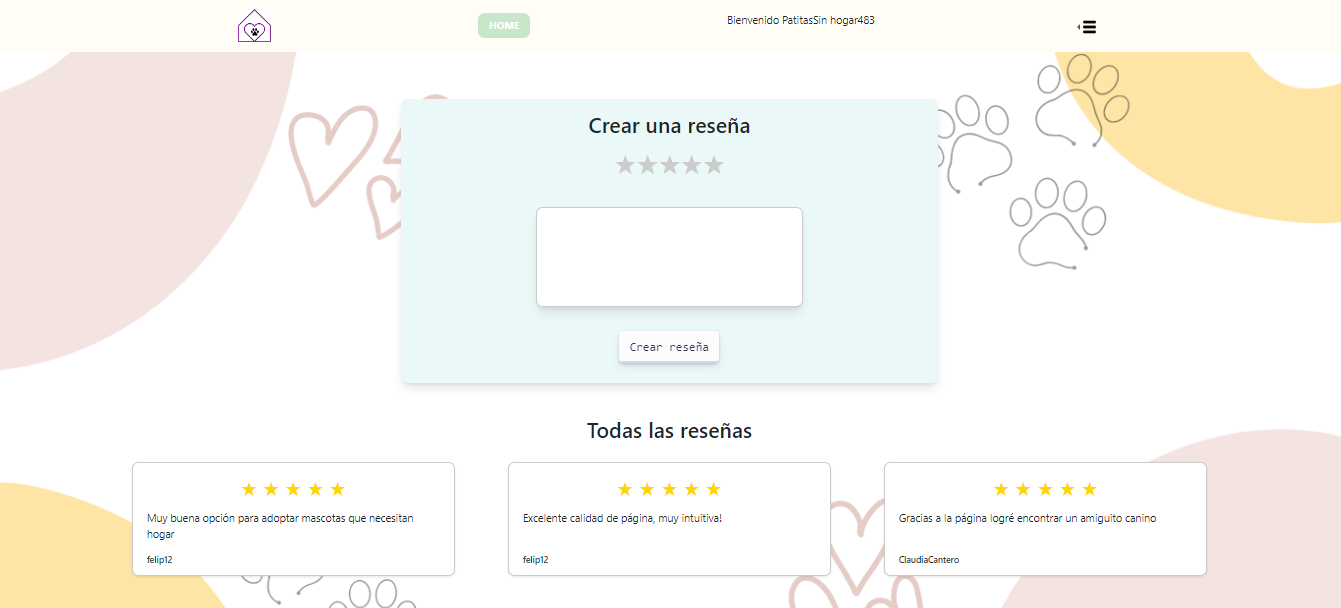 HOME
Bienvenido PatitasSin hogar483
Crear una reseña
Crear reseña
Todas las reseñas
Muy buena opción para adoptar mascotas que necesitan
hogar
felip12
Excelente calidad de página, muy intuitiva!
felip12
Gracias a la página logré encontrar un amiguito canino
ClaudiaCantero